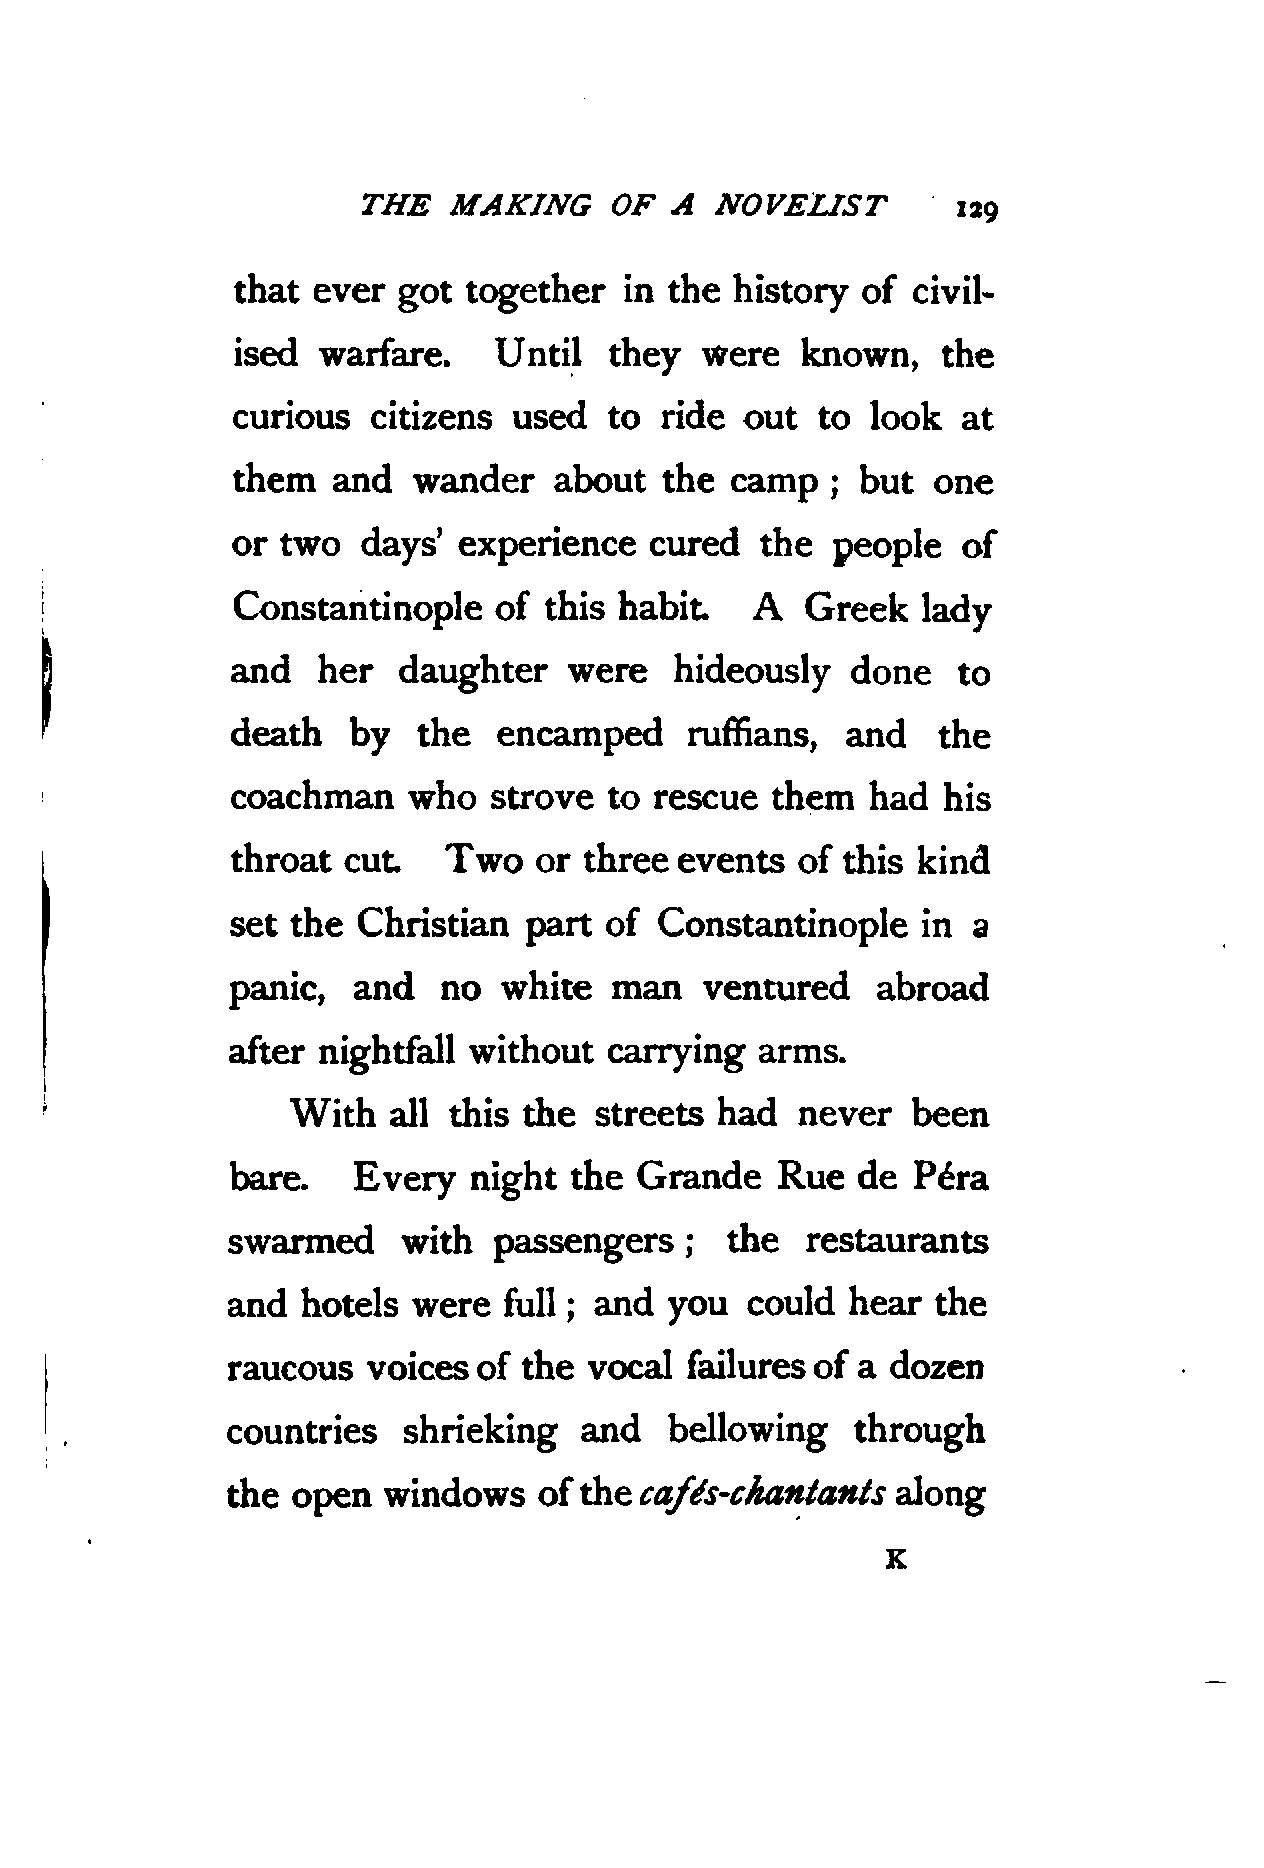 THE MAKING OF A NOVELIST 129
that ever got together in the history of civil-
ised warfare. Until they were known, the
curious citizens used to ride out to look at
them and wander about the camp ; but one
or two days' experience cured the people of
Constantinople of this habit. A Greek lady
and her daughter were hideously done to
death by the encamped ruffians, and the
coachman who strove to rescue them had his
throat cut. Two or three events of this kind
set the Christian part of Constantinople in a
panic, and no white man ventured abroad
after nightfall without carrying arms.
With all this the streets had never been
bare. Every night the Grande Rue de Péra
swarmed with passengers ; the restaurants
and hotels were full ; and you could hear the
raucous voices of the vocal failures of a dozen
countries shrieking and bellowing through
the open windows of the cafés-chantants along
K